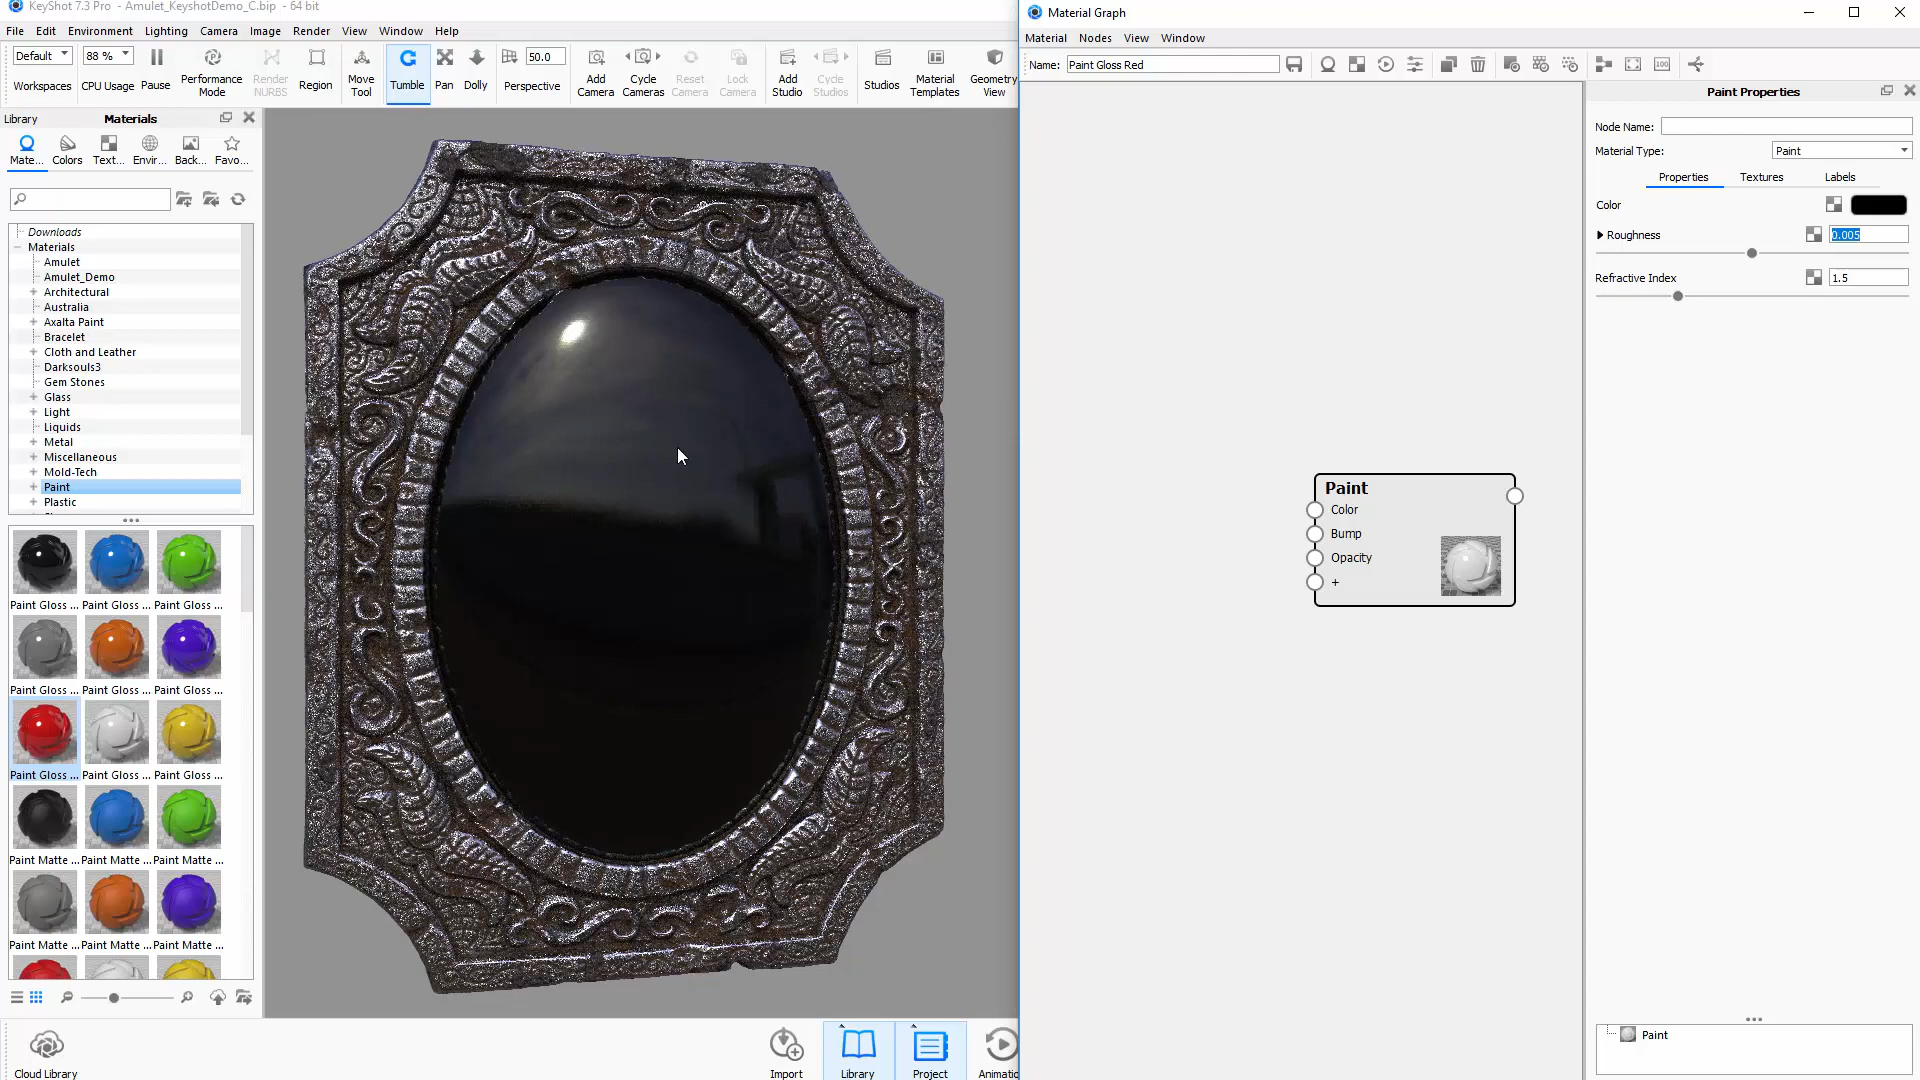 KeyShot 7.3 Pro - Amulet_KeyshotDemo_C.bip - 64 bit
File Edit Environment Lighting Camera Image Render View Window Help
Default 88 % 50.0
Workspaces CPU Usage Pause Performance Mode Render NURBS Region Move Tool Tumble Pan Dolly Perspective Add Camera Cycle Cameras Reset Camera Lock Camera Add Studio Cycle Studios Studios Material Templates Geometry View
Library Materials
Mate... Colors Text... Envir... Back... Favo...
Downloads
Materials
Amulet
Amulet_Demo
Architectural
Australia
Axalta Paint
Bracelet
Cloth and Leather
Darksouls3
Gem Stones
Glass
Light
Liquids
Metal
Miscellaneous
Mold-Tech
Paint
Plastic
Paint Gloss ... Paint Gloss ... Paint Gloss ...
Paint Gloss ... Paint Gloss ... Paint Gloss ...
Paint Gloss ... Paint Gloss ... Paint Gloss ...
Paint Matte ... Paint Matte ... Paint Matte ...
Paint Matte ... Paint Matte ... Paint Matte ...
Cloud Library Import Library Project Animatio
Material Graph
Material Nodes View Window
Name: Paint Gloss Red
100
Paint
Color
Bump
Opacity
+
Paint Properties
Node Name:
Material Type: Paint
Properties Textures Labels
Color
Roughness 0.005
Refractive Index 1.5
Paint